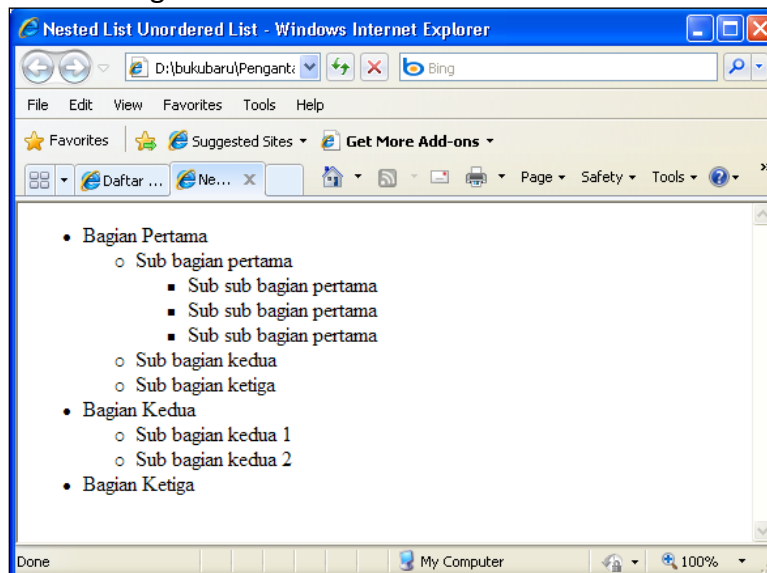 Nested List Unordered List - Windows Internet Explorer
D:\bukubaru\Penganta
Bing
File Edit View Favorites Tools Help
Favorites Suggested Sites Get More Add-ons
Daftar ... Ne... X Page Safety Tools »
• Bagian Pertama
○ Sub bagian pertama
▪ Sub sub bagian pertama
▪ Sub sub bagian pertama
▪ Sub sub bagian pertama
○ Sub bagian kedua
○ Sub bagian ketiga
• Bagian Kedua
○ Sub bagian kedua 1
○ Sub bagian kedua 2
• Bagian Ketiga
Done My Computer 100%